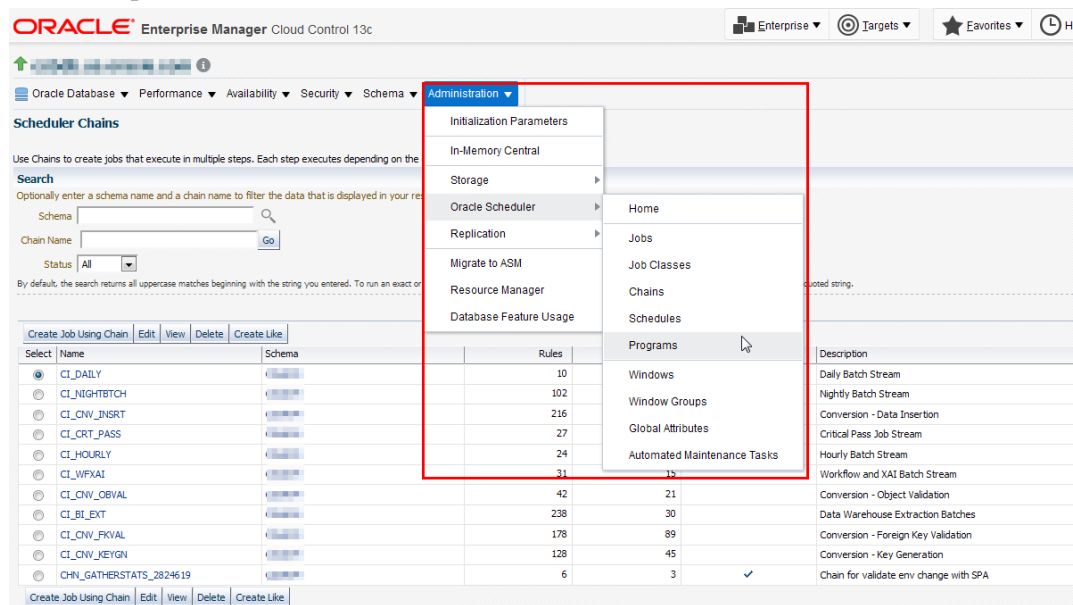 ORACLE Enterprise Manager Cloud Control 13c
Enterprise ▼ Targets ▼ Favorites ▼ H
Oracle Database ▼ Performance ▼ Availability ▼ Security ▼ Schema ▼ Administration ▼
Scheduler Chains
Initialization Parameters
In-Memory Central
Storage
Oracle Scheduler
Replication
Migrate to ASM
Resource Manager
Database Feature Usage
Home
Jobs
Job Classes
Chains
Schedules
Programs
Windows
Window Groups
Global Attributes
Automated Maintenance Tasks
Use Chains to create jobs that execute in multiple steps. Each step executes depending on the
Search
Optionally enter a schema name and a chain name to filter the data that is displayed in your
Schema
Chain Name Go
Status All
By default, the search returns all uppercase matches beginning with the string you entered. To run an exact or string.
Create Job Using Chain Edit View Delete Create Like
Select Name Schema Rules Description
CI_DAILY 10 Daily Batch Stream
CI_NIGHTBTCH 102 Nightly Batch Stream
CI_CNV_INSRT 216 Conversion - Data Insertion
CI_CRT_PASS 27 Critical Pass Job Stream
CI_HOURLY 24 Hourly Batch Stream
CI_WFXAI 31 15 Workflow and XAI Batch Stream
CI_CNV_OBVAL 42 21 Conversion - Object Validation
CI_BI_EXT 238 30 Data Warehouse Extraction Batches
CI_CNV_FKVAL 178 89 Conversion - Foreign Key Validation
CI_CNV_KEYGN 128 45 Conversion - Key Generation
CHN_GATHERSTATS_2824619 6 3 ✓ Chain for validate env change with SPA
Create Job Using Chain Edit View Delete Create Like